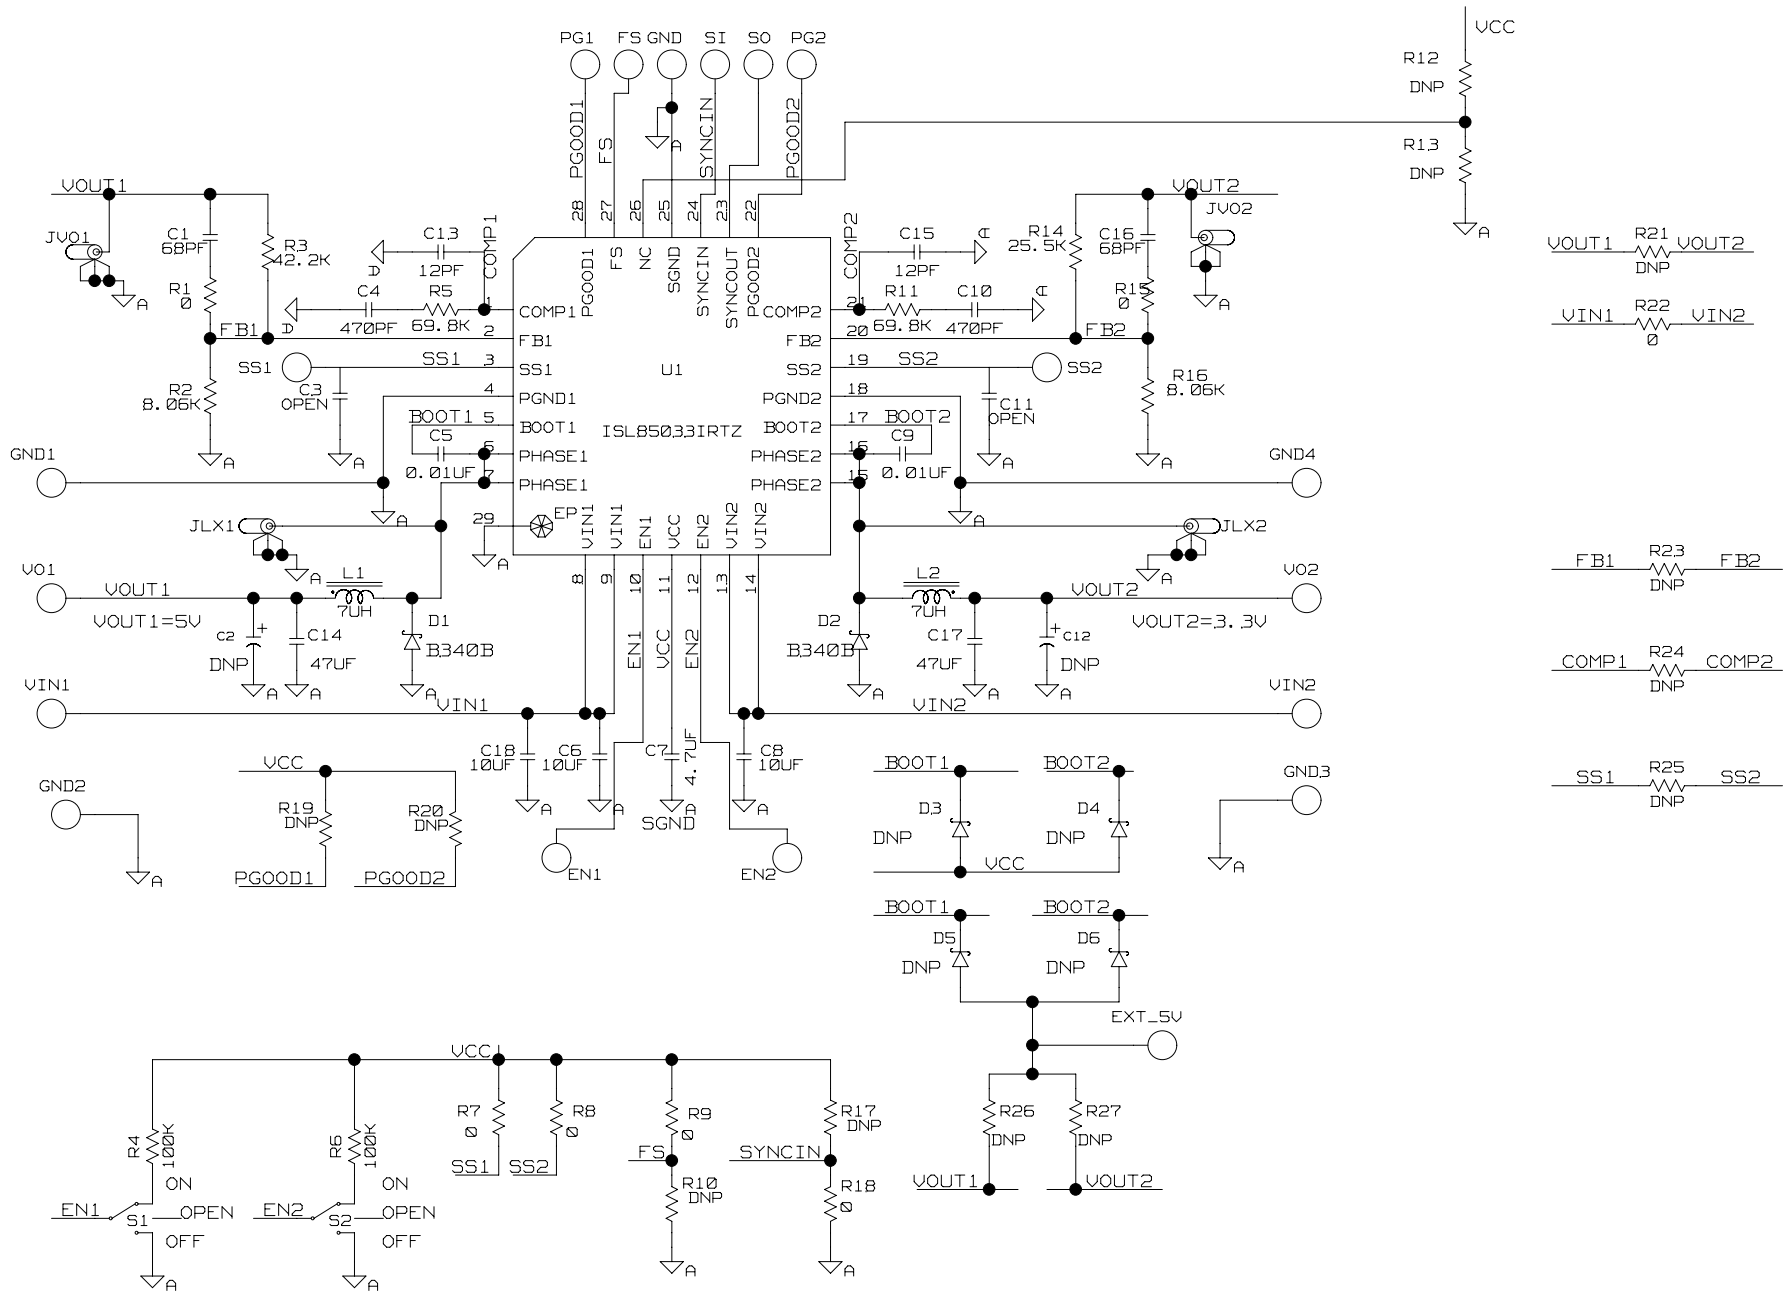 PG1 FS GND SI SO PG2
VCC
R12
DNP
R13
DNP
A
PGOOD1 FS A SYNCIN PGOOD2
28 27 26 25 24 23 22
VOUT1
JVO1
A
C1
68PF
R3
42.2K
R1
0
FB1
R2
8.06K
A
A
C13
12PF
COMP1
A
C4
470PF
R5
69.8K
SS1
SS1
C3
OPEN
A
BOOT1
C5
0.01UF
1
2
3
4
5
6
7
29
PGOOD1 FS NC SGND SYNCIN SYNCOUT PGOOD2
COMP1
FB1
SS1
PGND1
BOOT1
PHASE1
PHASE1
EP
U1
ISL85033IRTZ
COMP2
FB2
SS2
PGND2
BOOT2
PHASE2
PHASE2
VIN1 VIN1 EN1 VCC EN2 VIN2 VIN2
8 9 10 11 12 13 14
21
20
19
18
17
16
15
COMP2
C15
12PF
A
R11
69.8K
C10
470PF
A
R14
25.5K
C16
68PF
R15
0
VOUT2
JVO2
A
FB2
R16
8.06K
A
SS2
SS2
C11
OPEN
A
BOOT2
C9
0.01UF
GND1
A
GND4
A
JLX1
A
A
JLX2
A
VO1
VOUT1
VOUT1=5V
C2
+
DNP
A
C14
47UF
A
L1
7UH
D1
B340B
A
EN1 VCC EN2
D2
B340B
A
L2
7UH
C17
47UF
A
+
C12
DNP
A
VOUT2
VOUT2=3.3V
VO2
VIN1
VIN1
VIN2
VIN2
C18
10UF
A
C6
10UF
A
C7
4.7UF
A
SGND
C8
10UF
A
EN1
EN2
GND2
A
VCC
R19
DNP
R20
DNP
PGOOD1
PGOOD2
BOOT1
BOOT2
D3
DNP
D4
DNP
VCC
GND3
A
BOOT1
BOOT2
D5
DNP
D6
DNP
EXT_5V
R26
DNP
R27
DNP
VOUT1
VOUT2
VOUT1 R21 VOUT2
DNP
VIN1 R22 VIN2
0
FB1 R23 FB2
DNP
COMP1 R24 COMP2
DNP
SS1 R25 SS2
DNP
VCC
R4
100K
R6
100K
R7
0
R8
0
R9
0
R17
DNP
SS1
SS2
FS
SYNCIN
R10
DNP
R18
0
EN1
S1
ON
OPEN
OFF
A
EN2
S2
ON
OPEN
OFF
A
A
A